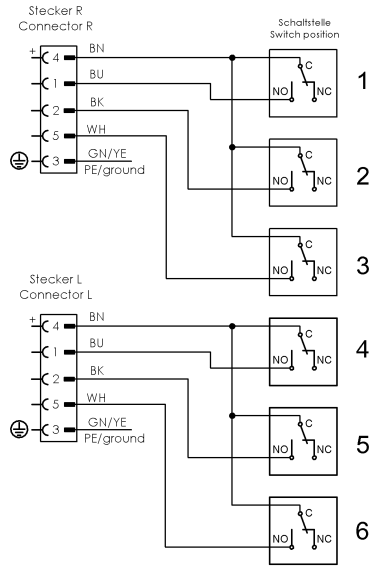 Stecker R
Connector R
Schaltstelle
Switch position
+ 4 BN
1 BU
2 BK
5 WH
3 GN/YE
PE/ground
C
NO NC
1
C
NO NC
2
C
NO NC
3
Stecker L
Connector L
+ 4 BN
1 BU
2 BK
5 WH
3 GN/YE
PE/ground
C
NO NC
4
C
NO NC
5
C
NO NC
6